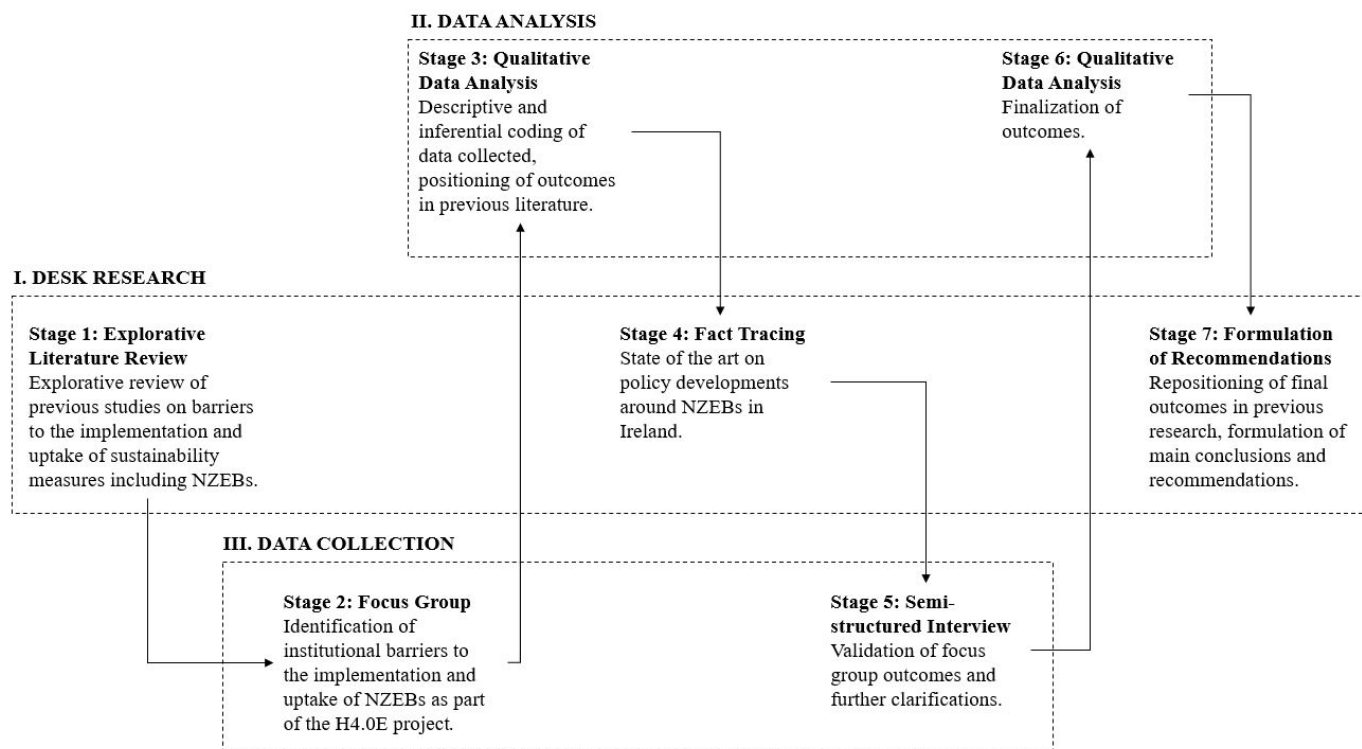 II. DATA ANALYSIS
Stage 3: Qualitative
Data Analysis
Descriptive and
inferential coding of
data collected,
positioning of outcomes
in previous literature.
Stage 6: Qualitative
Data Analysis
Finalization of
outcomes.
I. DESK RESEARCH
Stage 1: Explorative
Literature Review
Explorative review of
previous studies on barriers
to the implementation and
uptake of sustainability
measures including NZEBs.
Stage 4: Fact Tracing
State of the art on
policy developments
around NZEBs in
Ireland.
Stage 7: Formulation
of Recommendations
Repositioning of final
outcomes in previous
research, formulation of
main conclusions and
recommendations.
III. DATA COLLECTION
Stage 2: Focus Group
Identification of
institutional barriers to
the implementation and
uptake of NZEBs as part
of the H4.0E project.
Stage 5: Semi-
structured Interview
Validation of focus
group outcomes and
further clarifications.